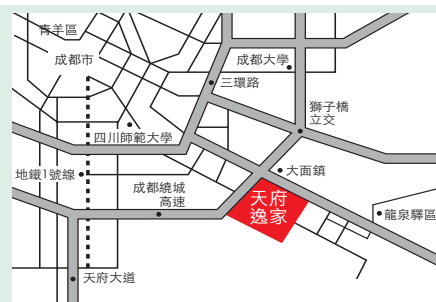 青羊區
成都市
成都大學
三環路
獅子橋
立交
四川師範大學
地鐵1號線
成都繞城
高速
大面鎮
天府
逸家
龍泉驛區
天府大道